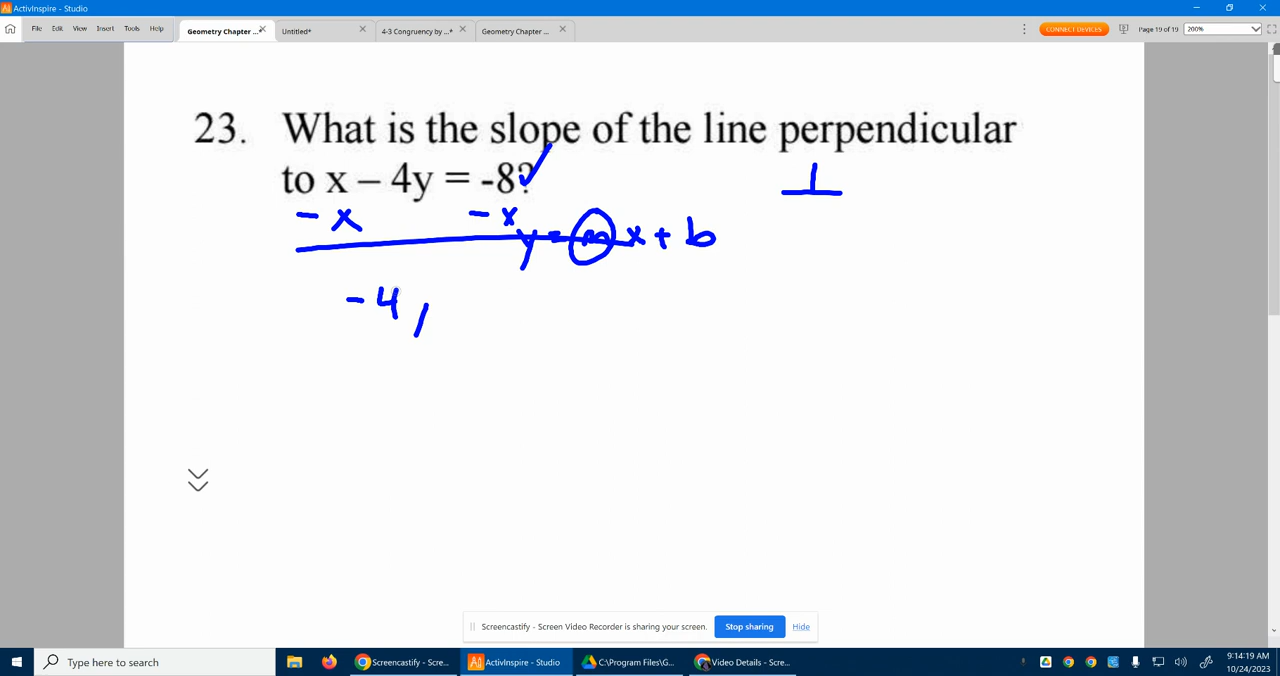 ActivInspire - Studio
File Edit View Insert Tools Help
Geometry Chapter ...*
Untitled*
4-3 Congruency by ...*
Geometry Chapter ...
CONNECT DEVICES
Page 19 of 19
200%
23. What is the slope of the line perpendicular
to x – 4y = -8?
⊥
- x - x
y = m x + b
- 4
Screencastify - Screen Video Recorder is sharing your screen. Stop sharing Hide
Type here to search
Screencastify - Scre...
ActivInspire - Studio
C:\Program Files\G...
Video Details - Scre...
9:14:19 AM
10/24/2023